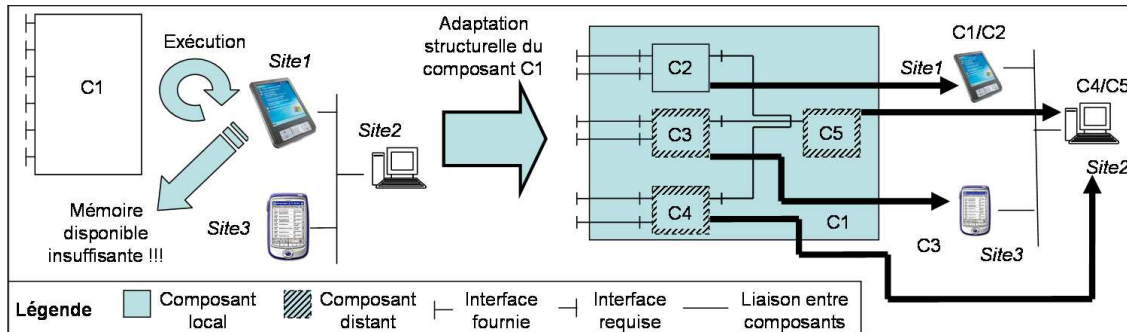 C1
Exécution
Site1
Site2
Site3
Mémoire
disponible
insuffisante !!!
Adaptation
structurelle du
composant C1
C2
C3
C4
C5
C1
Site1
C1/C2
C4/C5
Site2
C3
Site3
Légende
Composant
local
Composant
distant
Interface
fournie
Interface
requise
Liaison entre
composants